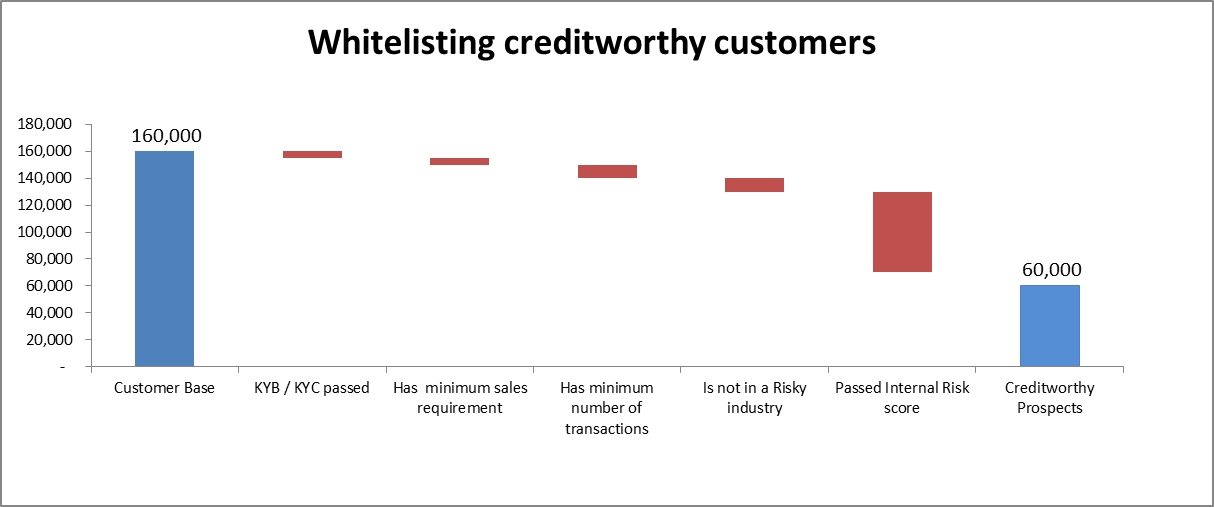 Whitelisting creditworthy customers
180,000
160,000
140,000
120,000
100,000
80,000
60,000
40,000
20,000
-
160,000
60,000
Customer Base
KYB / KYC passed
Has minimum sales
requirement
Has minimum
number of
transactions
Is not in a Risky
industry
Passed Internal Risk
score
Creditworthy
Prospects